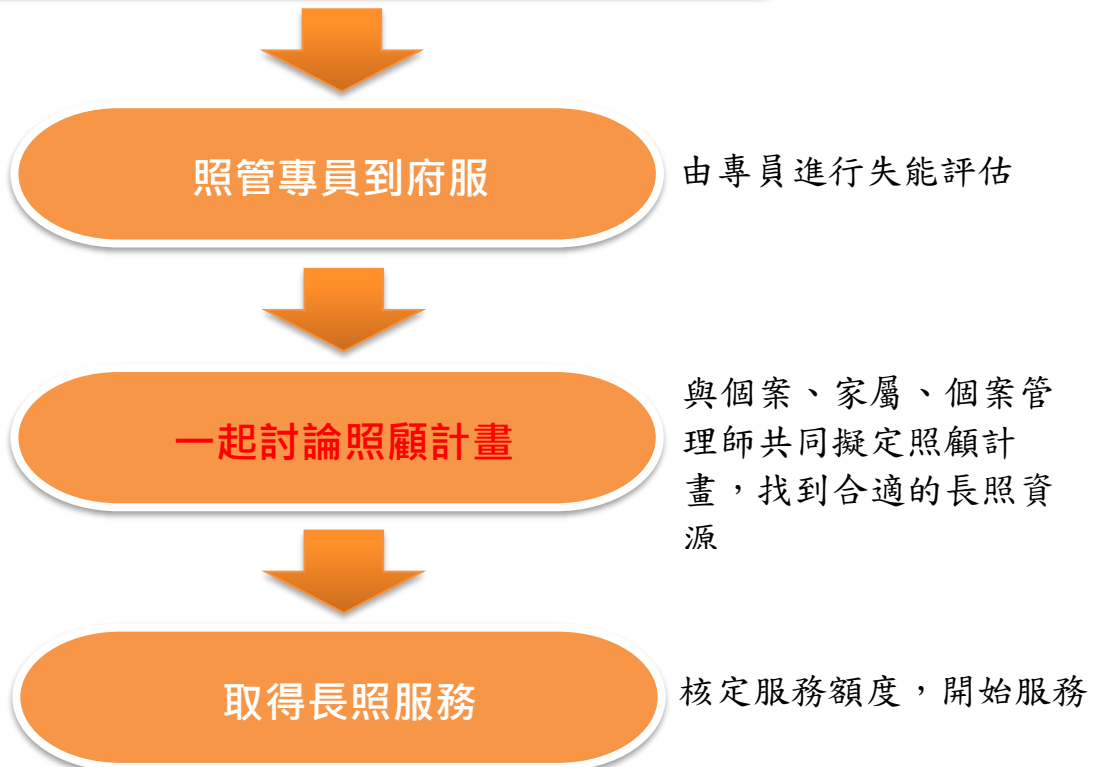 照管專員到府服
由專員進行失能評估
一起討論照顧計畫
與個案、家屬、個案管
理師共同擬定照顧計
畫，找到合適的長照資
源
取得長照服務
核定服務額度，開始服務